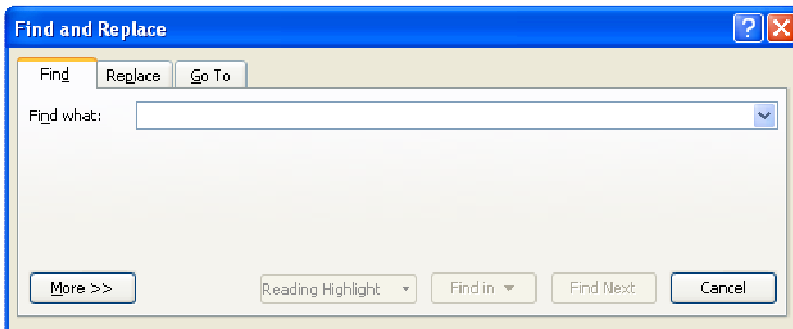 Find and Replace
Find Replace Go To
Find what:
More >> Reading Highlight Find in Find Next Cancel